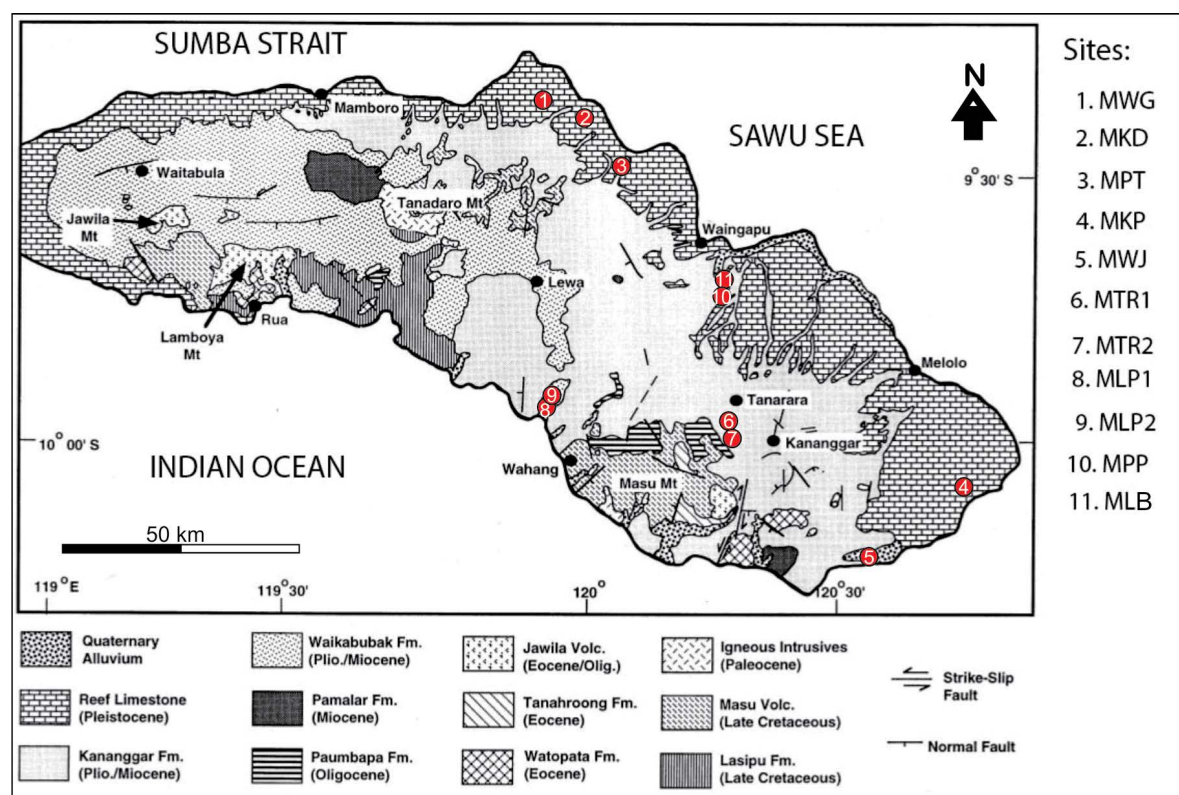 SUMBA STRAIT
N
SAWU SEA
INDIAN OCEAN
Mamboro
Waitabula
Jawila
Mt
Tanadaro Mt
Lamboya
Mt
Rua
Lewa
Waingapu
Melolo
Tanarara
Kananggar
Wahang
Masu Mt
1
2
3
4
5
6
7
8
9
10
11
9° 30' S
10° 00' S
50 km
119° E
119° 30'
120°
120° 30'
Sites:
1. MWG
2. MKD
3. MPT
4. MKP
5. MWJ
6. MTR1
7. MTR2
8. MLP1
9. MLP2
10. MPP
11. MLB
Quaternary
Alluvium
Reef Limestone
(Pleistocene)
Kananggar Fm.
(Plio./Miocene)
Waikabubak Fm.
(Plio./Miocene)
Pamalar Fm.
(Miocene)
Paumbapa Fm.
(Oligocene)
Jawila Volc.
(Eocene/Olig.)
Tanahroong Fm.
(Eocene)
Watopata Fm.
(Eocene)
Igneous Intrusives
(Paleocene)
Masu Volc.
(Late Cretaceous)
Lasipu Fm.
(Late Cretaceous)
Strike-Slip
Fault
Normal Fault